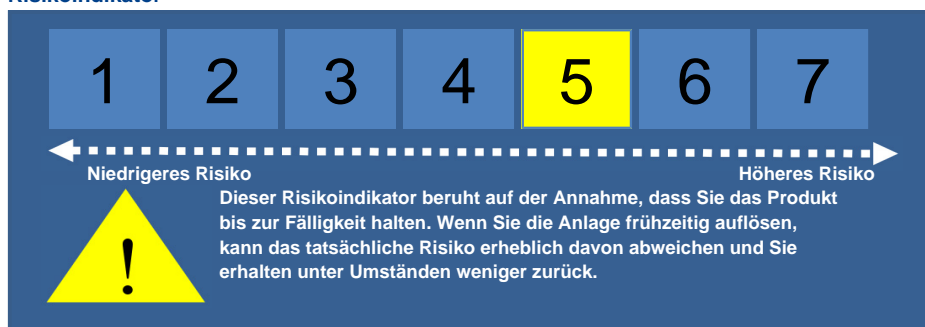 Risikoindikator
1 2 3 4 5 6 7
Niedrigeres Risiko Höheres Risiko
Dieser Risikoindikator beruht auf der Annahme, dass Sie das Produkt
bis zur Fälligkeit halten. Wenn Sie die Anlage frühzeitig auflösen,
kann das tatsächliche Risiko erheblich davon abweichen und Sie
erhalten unter Umständen weniger zurück.
!